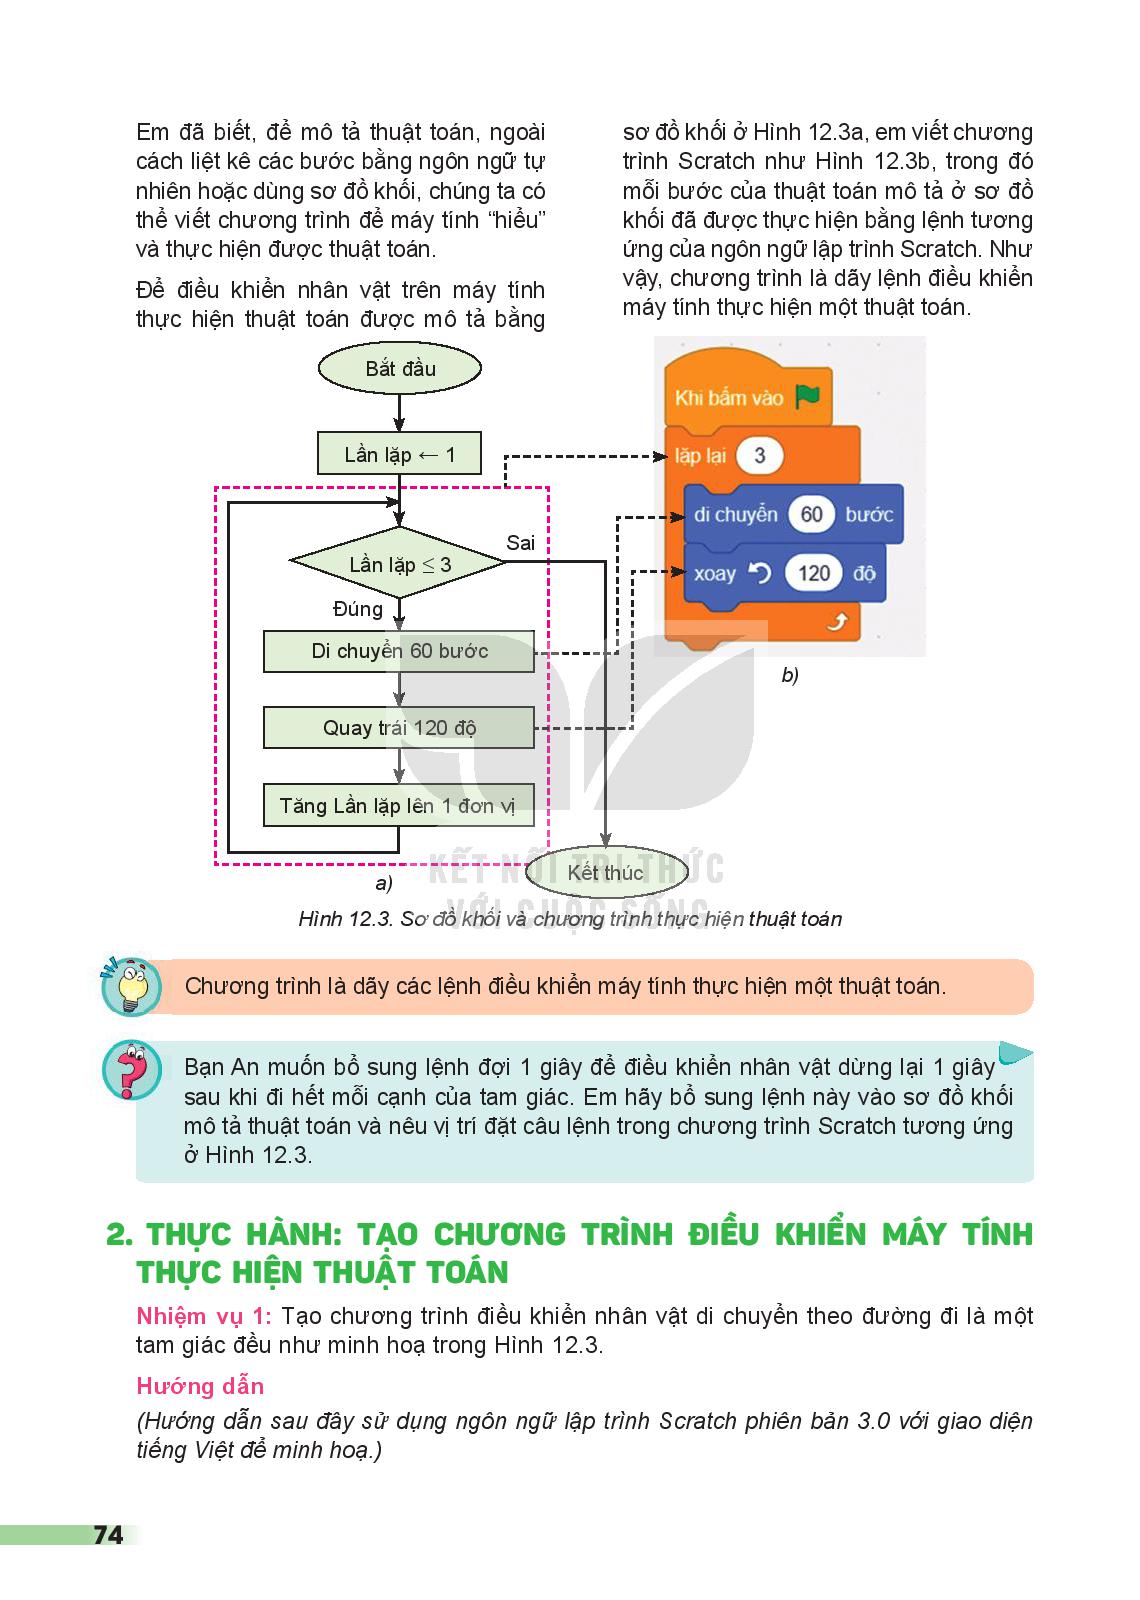 Em đã biết, để mô tả thuật toán, ngoài
cách liệt kê các bước bằng ngôn ngữ tự
nhiên hoặc dùng sơ đồ khối, chúng ta có
thể viết chương trình để máy tính “hiểu”
và thực hiện được thuật toán.
Để điều khiển nhân vật trên máy tính
thực hiện thuật toán được mô tả bằng
sơ đồ khối ở Hình 12.3a, em viết chương
trình Scratch như Hình 12.3b, trong đó
mỗi bước của thuật toán mô tả ở sơ đồ
khối đã được thực hiện bằng lệnh tương
ứng của ngôn ngữ lập trình Scratch. Như
vậy, chương trình là dãy lệnh điều khiển
máy tính thực hiện một thuật toán.
Bắt đầu
Lần lặp ← 1
Lần lặp ≤ 3
Sai
Đúng
Di chuyển 60 bước
Quay trái 120 độ
Tăng Lần lặp lên 1 đơn vị
Kết thúc
a)
Khi bấm vào
lặp lại 3
di chuyển 60 bước
xoay 120 độ
b)
KẾT NỐI TRI THỨC
VỚI CUỘC SỐNG
Hình 12.3. Sơ đồ khối và chương trình thực hiện thuật toán
Chương trình là dãy các lệnh điều khiển máy tính thực hiện một thuật toán.
Bạn An muốn bổ sung lệnh đợi 1 giây để điều khiển nhân vật dừng lại 1 giây
sau khi đi hết mỗi cạnh của tam giác. Em hãy bổ sung lệnh này vào sơ đồ khối
mô tả thuật toán và nêu vị trí đặt câu lệnh trong chương trình Scratch tương ứng
ở Hình 12.3.
2. THỰC HÀNH: TẠO CHƯƠNG TRÌNH ĐIỀU KHIỂN MÁY TÍNH
THỰC HIỆN THUẬT TOÁN
Nhiệm vụ 1: Tạo chương trình điều khiển nhân vật di chuyển theo đường đi là một
tam giác đều như minh hoạ trong Hình 12.3.
Hướng dẫn
(Hướng dẫn sau đây sử dụng ngôn ngữ lập trình Scratch phiên bản 3.0 với giao diện
tiếng Việt để minh hoạ.)
74